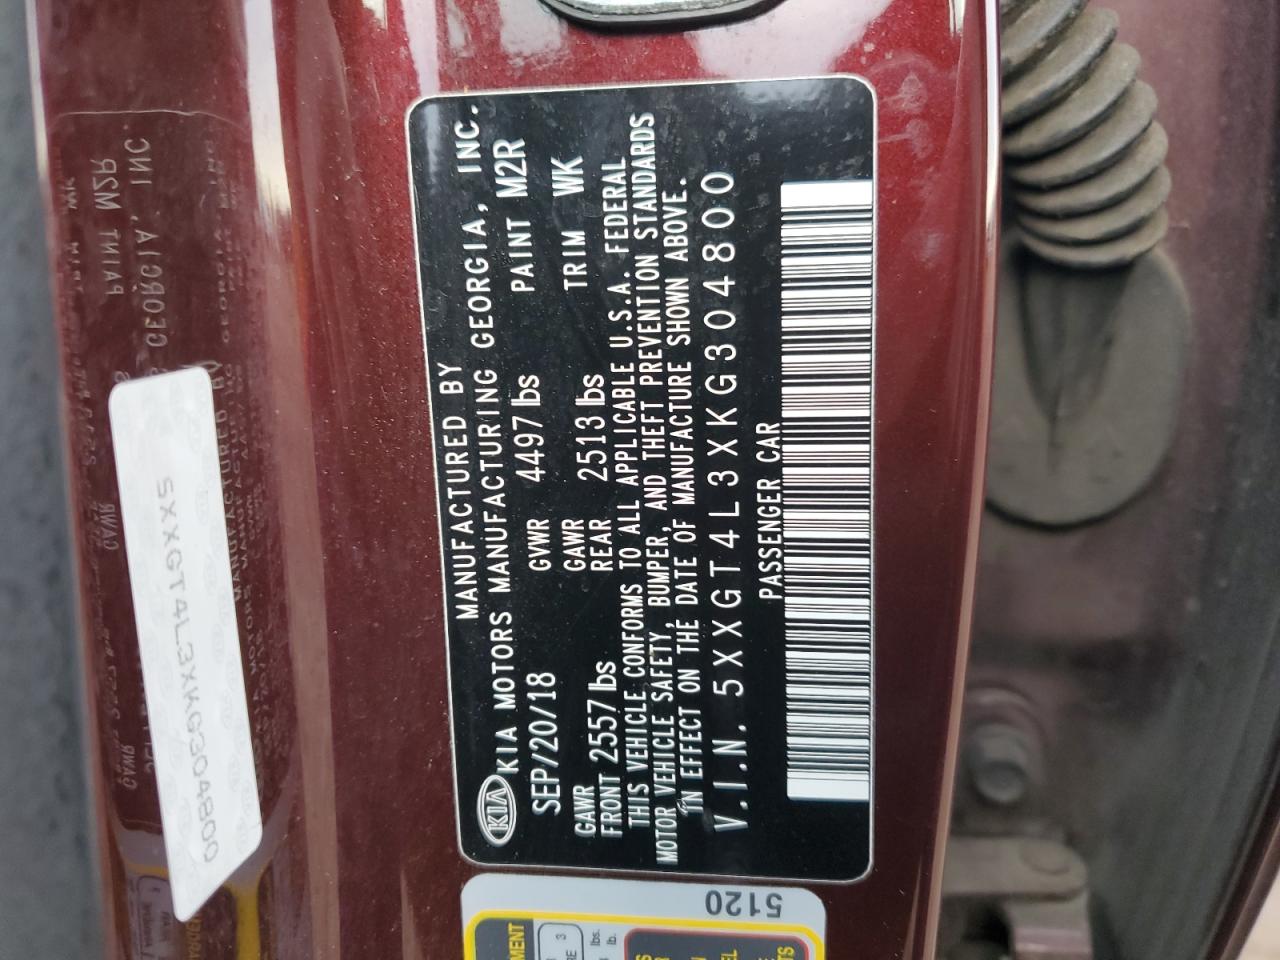 MANUFACTURED BY
KIA KIA MOTORS MANUFACTURING GEORGIA, INC.
SEP/20/18 GVWR 4497 lbs PAINT M2R
GAWR FRONT 2557 lbs GAWR REAR 2513 lbs TRIM WK
THIS VEHICLE CONFORMS TO ALL APPLICABLE U.S.A. FEDERAL
MOTOR VEHICLE SAFETY, BUMPER, AND THEFT PREVENTION STANDARDS
IN EFFECT ON THE DATE OF MANUFACTURE SHOWN ABOVE.
V.I.N. 5XXGT4L3XKG304800
PASSENGER CAR
5XXGT4L3XKG304800
5120